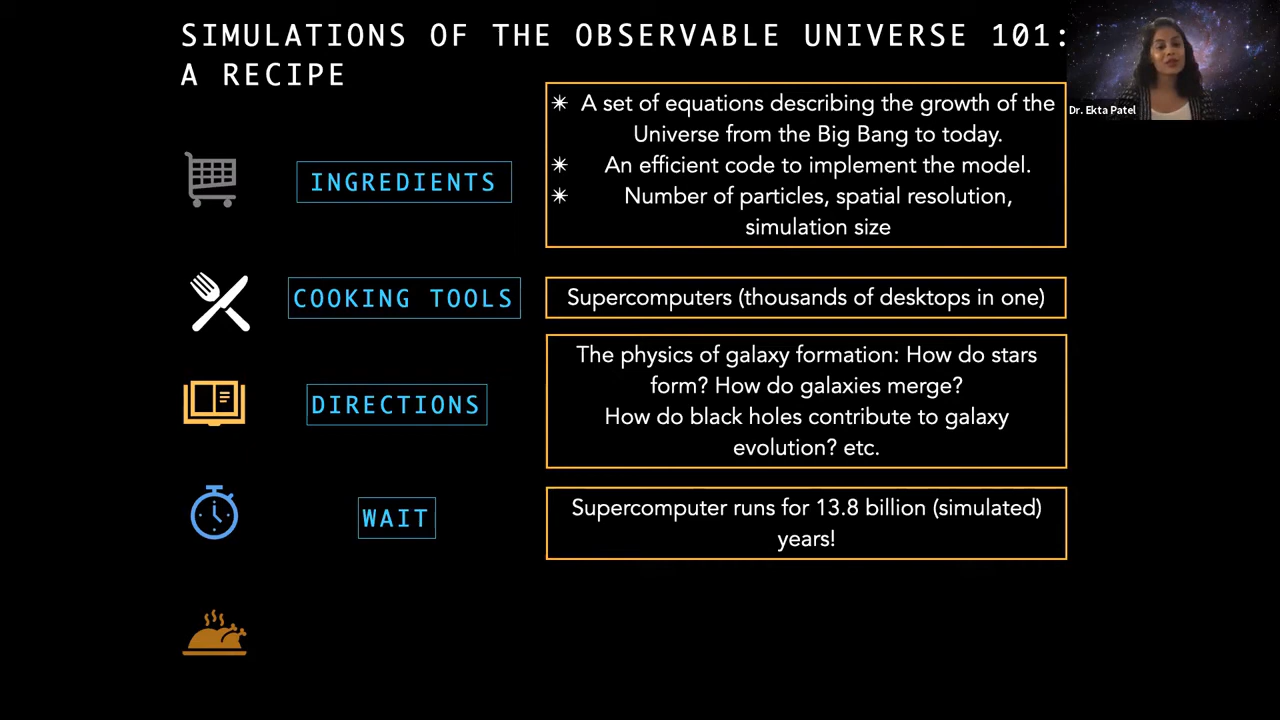 SIMULATIONS OF THE OBSERVABLE UNIVERSE 101:
A RECIPE
Dr. Ekta Patel
INGREDIENTS
✴ A set of equations describing the growth of the
Universe from the Big Bang to today.
✴ An efficient code to implement the model.
✴ Number of particles, spatial resolution,
simulation size
COOKING TOOLS
Supercomputers (thousands of desktops in one)
DIRECTIONS
The physics of galaxy formation: How do stars
form? How do galaxies merge?
How do black holes contribute to galaxy
evolution? etc.
WAIT
Supercomputer runs for 13.8 billion (simulated)
years!